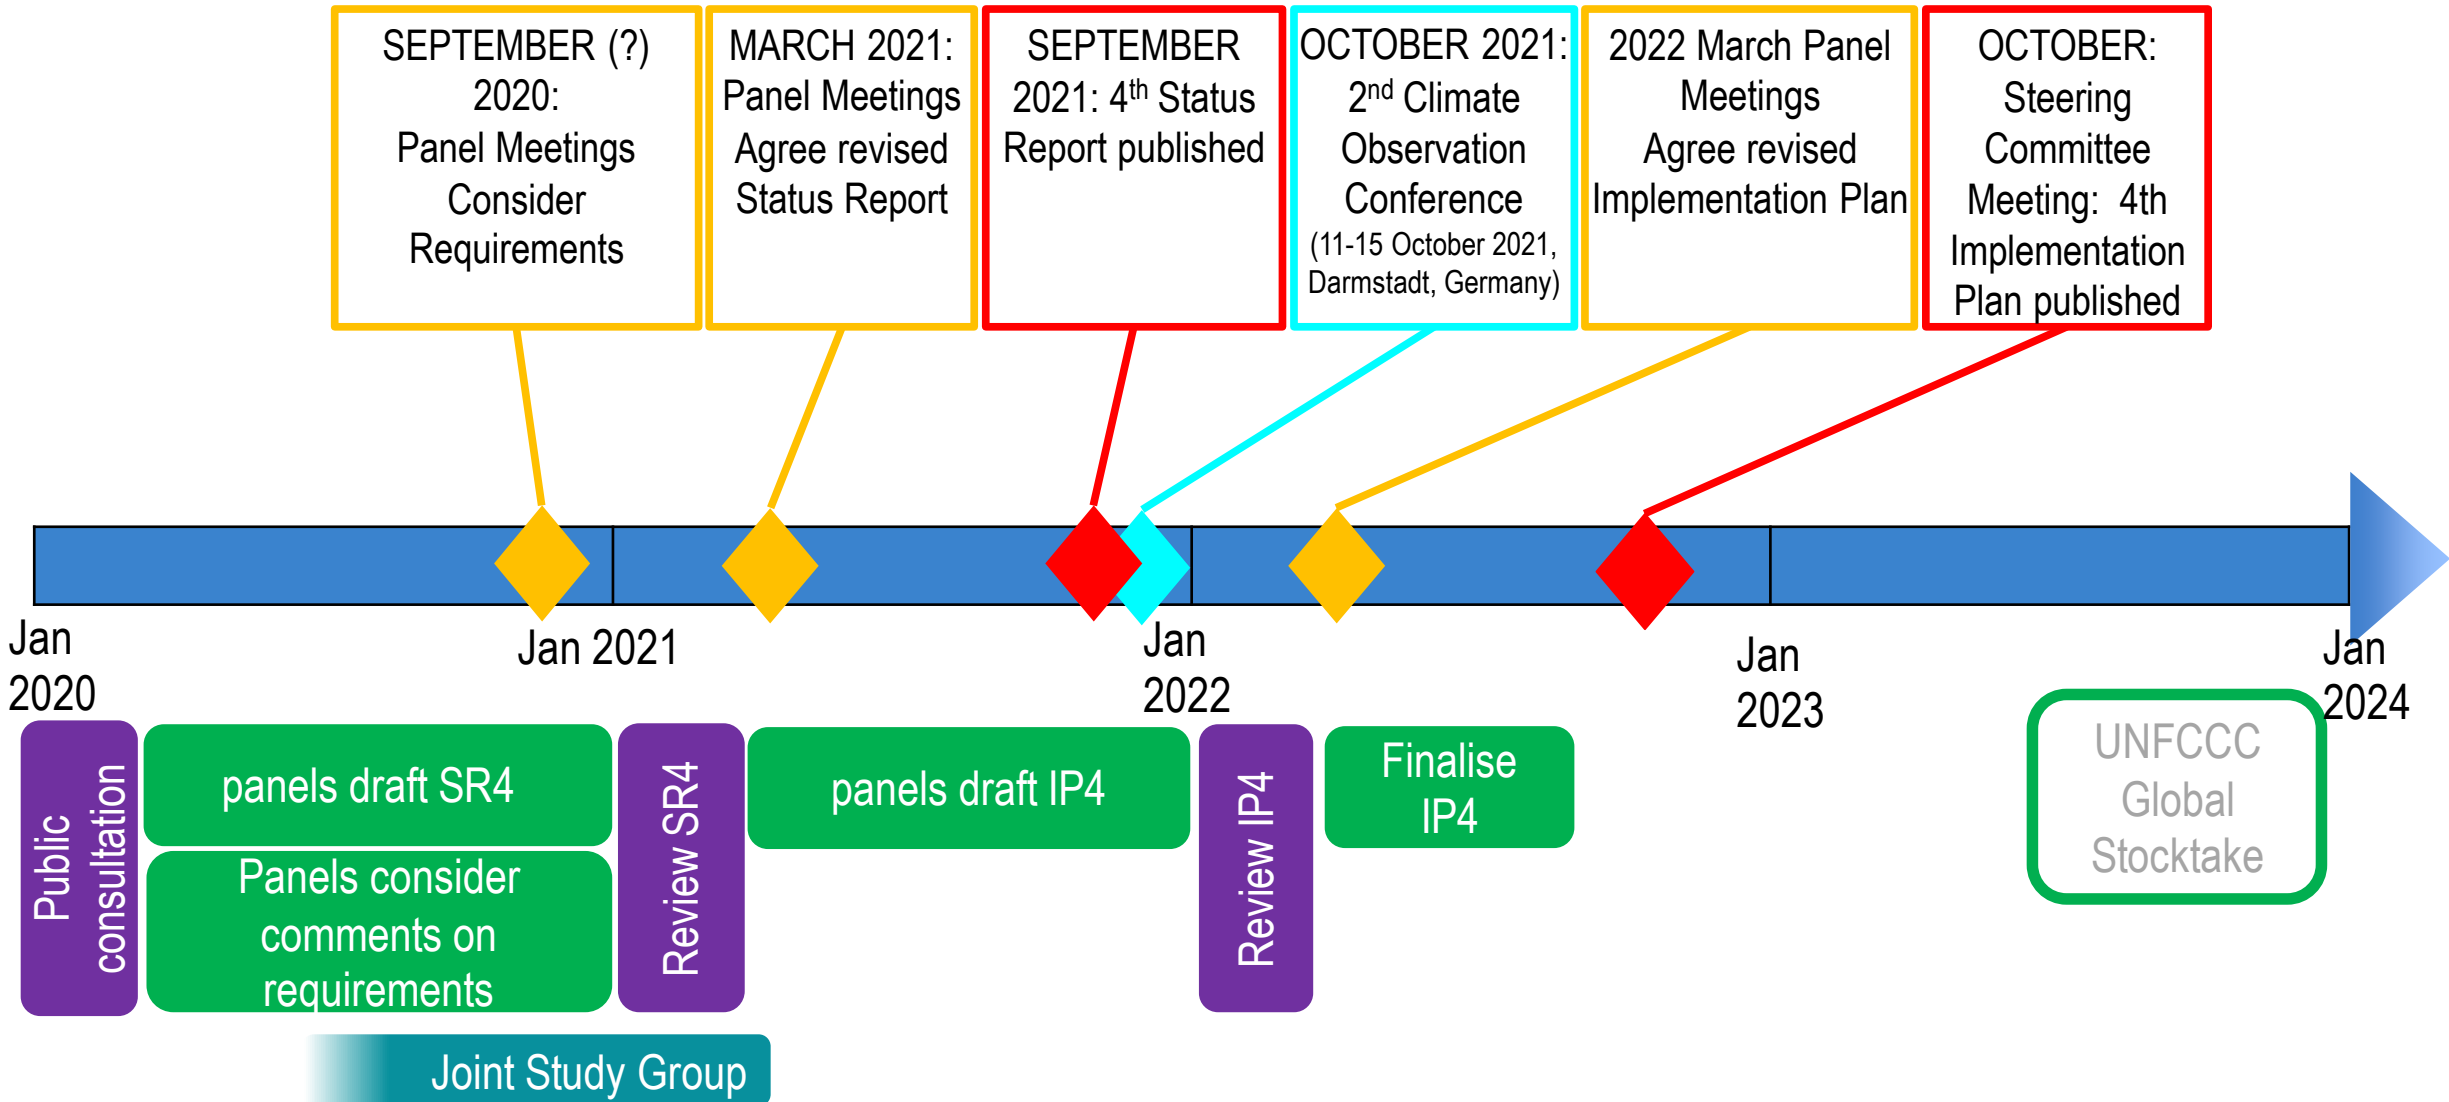 SEPTEMBER (?)
2020:
Panel Meetings
Consider
Requirements
MARCH 2021:
Panel Meetings
Agree revised
Status Report
SEPTEMBER
2021: 4th Status
Report published
OCTOBER 2021:
2nd Climate
Observation
Conference
(11-15 October 2021,
Darmstadt, Germany)
2022 March Panel
Meetings
Agree revised
Implementation Plan
OCTOBER:
Steering
Committee
Meeting: 4th
Implementation
Plan published
Jan
2020
Jan 2021
Jan
2022
Jan
2023
Jan
2024
Public
consultation
panels draft SR4
Panels consider
comments on
requirements
Review SR4
panels draft IP4
Review IP4
Finalise
IP4
UNFCCC
Global
Stocktake
Joint Study Group